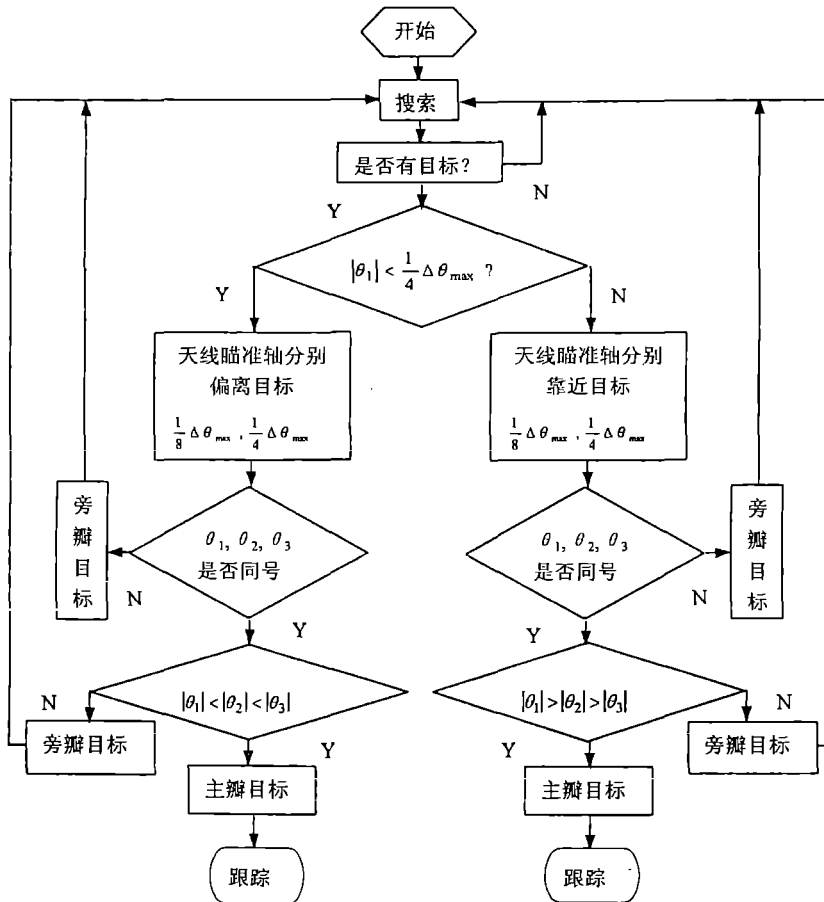 开始
搜索
是否有目标?
N
Y
|θ₁| < 1/4 Δθmax ?
Y
N
天线瞄准轴分别
偏离目标
1/8 Δθmax , 1/4 Δθmax
天线瞄准轴分别
靠近目标
1/8 Δθmax , 1/4 Δθmax
旁瓣目标
θ₁, θ₂, θ₃
是否同号
N
Y
θ₁, θ₂, θ₃
是否同号
N
Y
旁瓣目标
|θ₁|<|θ₂|<|θ₃|
N
Y
旁瓣目标
|θ₁|>|θ₂|>|θ₃|
N
Y
旁瓣目标
主瓣目标
主瓣目标
跟踪
跟踪